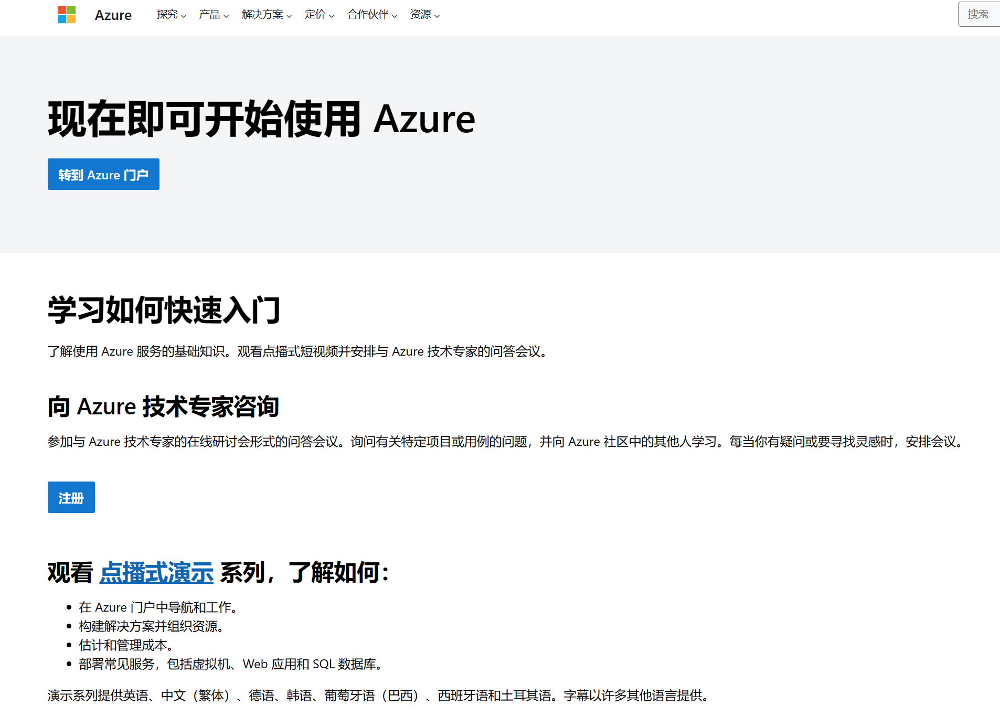 Azure 探究 产品 解决方案 定价 合作伙伴 资源 搜索
现在即可开始使用 Azure
转到 Azure 门户
学习如何快速入门
了解使用 Azure 服务的基础知识。观看点播式短视频并安排与 Azure 技术专家的问答会议。
向 Azure 技术专家咨询
参加与 Azure 技术专家的在线研讨会形式的问答会议。询问有关特定项目或用例的问题，并向 Azure 社区中的其他人学习。每当你有疑问或要寻找灵感时，安排会议。
注册
观看 点播式演示 系列，了解如何：
• 在 Azure 门户中导航和工作。
• 构建解决方案并组织资源。
• 估计和管理成本。
• 部署常见服务，包括虚拟机、Web 应用和 SQL 数据库。
演示系列提供英语、中文（繁体）、德语、韩语、葡萄牙语（巴西）、西班牙语和土耳其语。字幕以许多其他语言提供。